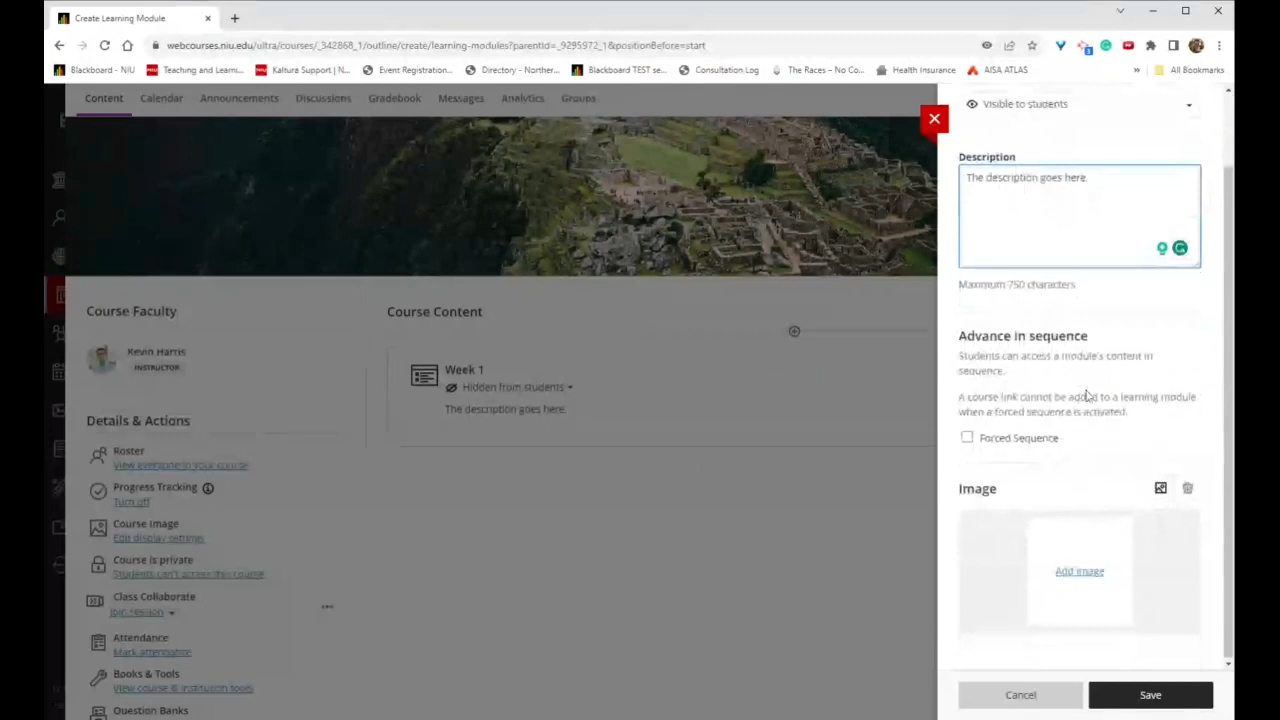 Create Learning Module
webcourses.niu.edu/ultra/courses/_342868_1/outline/create/learning-modules?parentId=_9295972_1&positionBefore=start
Blackboard - NIU
Teaching and Learni...
Kaltura Support | N...
Event Registration...
Directory - Norther...
Blackboard TEST se...
Consultation Log
The Races – No Co...
Health Insurance
AISA ATLAS
»
All Bookmarks
Content
Calendar
Announcements
Discussions
Gradebook
Messages
Analytics
Groups
Course Faculty
Kevin Harris
INSTRUCTOR
Details & Actions
Roster
View everyone in your course
Progress Tracking
Turn off
Course Image
Edit display settings
Course is private
Students can't access this course
Class Collaborate
Join session
Attendance
Mark attendance
Books & Tools
View course & institution tools
Question Banks
Course Content
Week 1
Hidden from students
The description goes here.
Visible to students
Description
The description goes here.
Maximum 750 characters
Advance in sequence
Students can access a module's content in
sequence.
A course link cannot be added to a learning module
when a forced sequence is activated.
Forced Sequence
Image
Add image
Cancel
Save